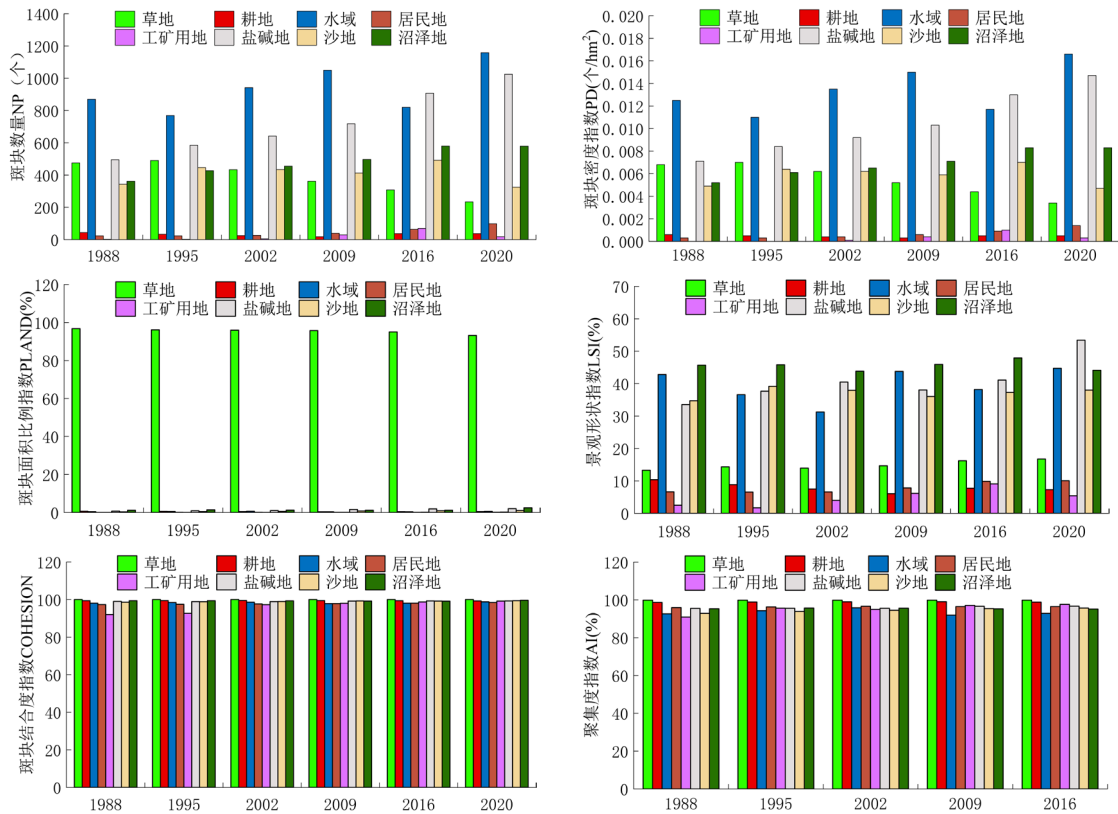 斑块数量NP（个）
草地 耕地 水域 居民地
工矿用地 盐碱地 沙地 沼泽地
1400
1200
1000
800
600
400
200
0
1988 1995 2002 2009 2016 2020
斑块密度指数PD(个/hm²)
草地 耕地 水域 居民地
工矿用地 盐碱地 沙地 沼泽地
0.020
0.018
0.016
0.014
0.012
0.010
0.008
0.006
0.004
0.002
0.000
1988 1995 2002 2009 2016 2020
斑块面积比例指数PLAND(%)
草地 耕地 水域 居民地
工矿用地 盐碱地 沙地 沼泽地
120
100
80
60
40
20
0
1988 1995 2002 2009 2016 2020
景观形状指数LSI(%)
草地 耕地 水域 居民地
工矿用地 盐碱地 沙地 沼泽地
70
60
50
40
30
20
10
0
1988 1995 2002 2009 2016 2020
斑块结合度指数COHESION
草地 耕地 水域 居民地
工矿用地 盐碱地 沙地 沼泽地
120
100
80
60
40
20
0
1988 1995 2002 2009 2016 2020
聚集度指数AI(%)
草地 耕地 水域 居民地
工矿用地 盐碱地 沙地 沼泽地
120
100
80
60
40
20
0
1988 1995 2002 2009 2016